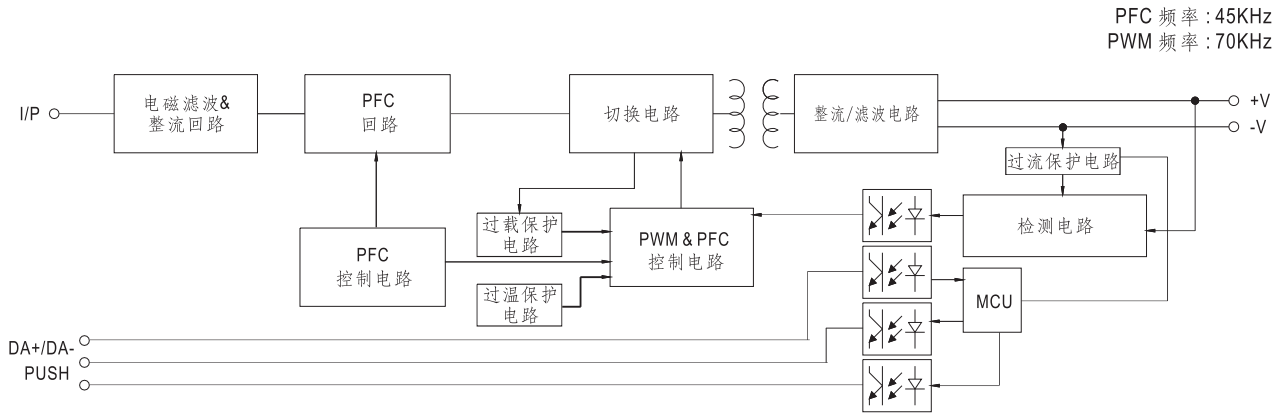 PFC 频率 : 45KHz
PWM 频率 : 70KHz
I/P
电磁滤波&
整流回路
PFC
回路
切换电路
整流/滤波电路
+V
-V
过流保护电路
检测电路
过载保护
电路
PWM & PFC
控制电路
PFC
控制电路
过温保护
电路
MCU
DA+/DA-
PUSH